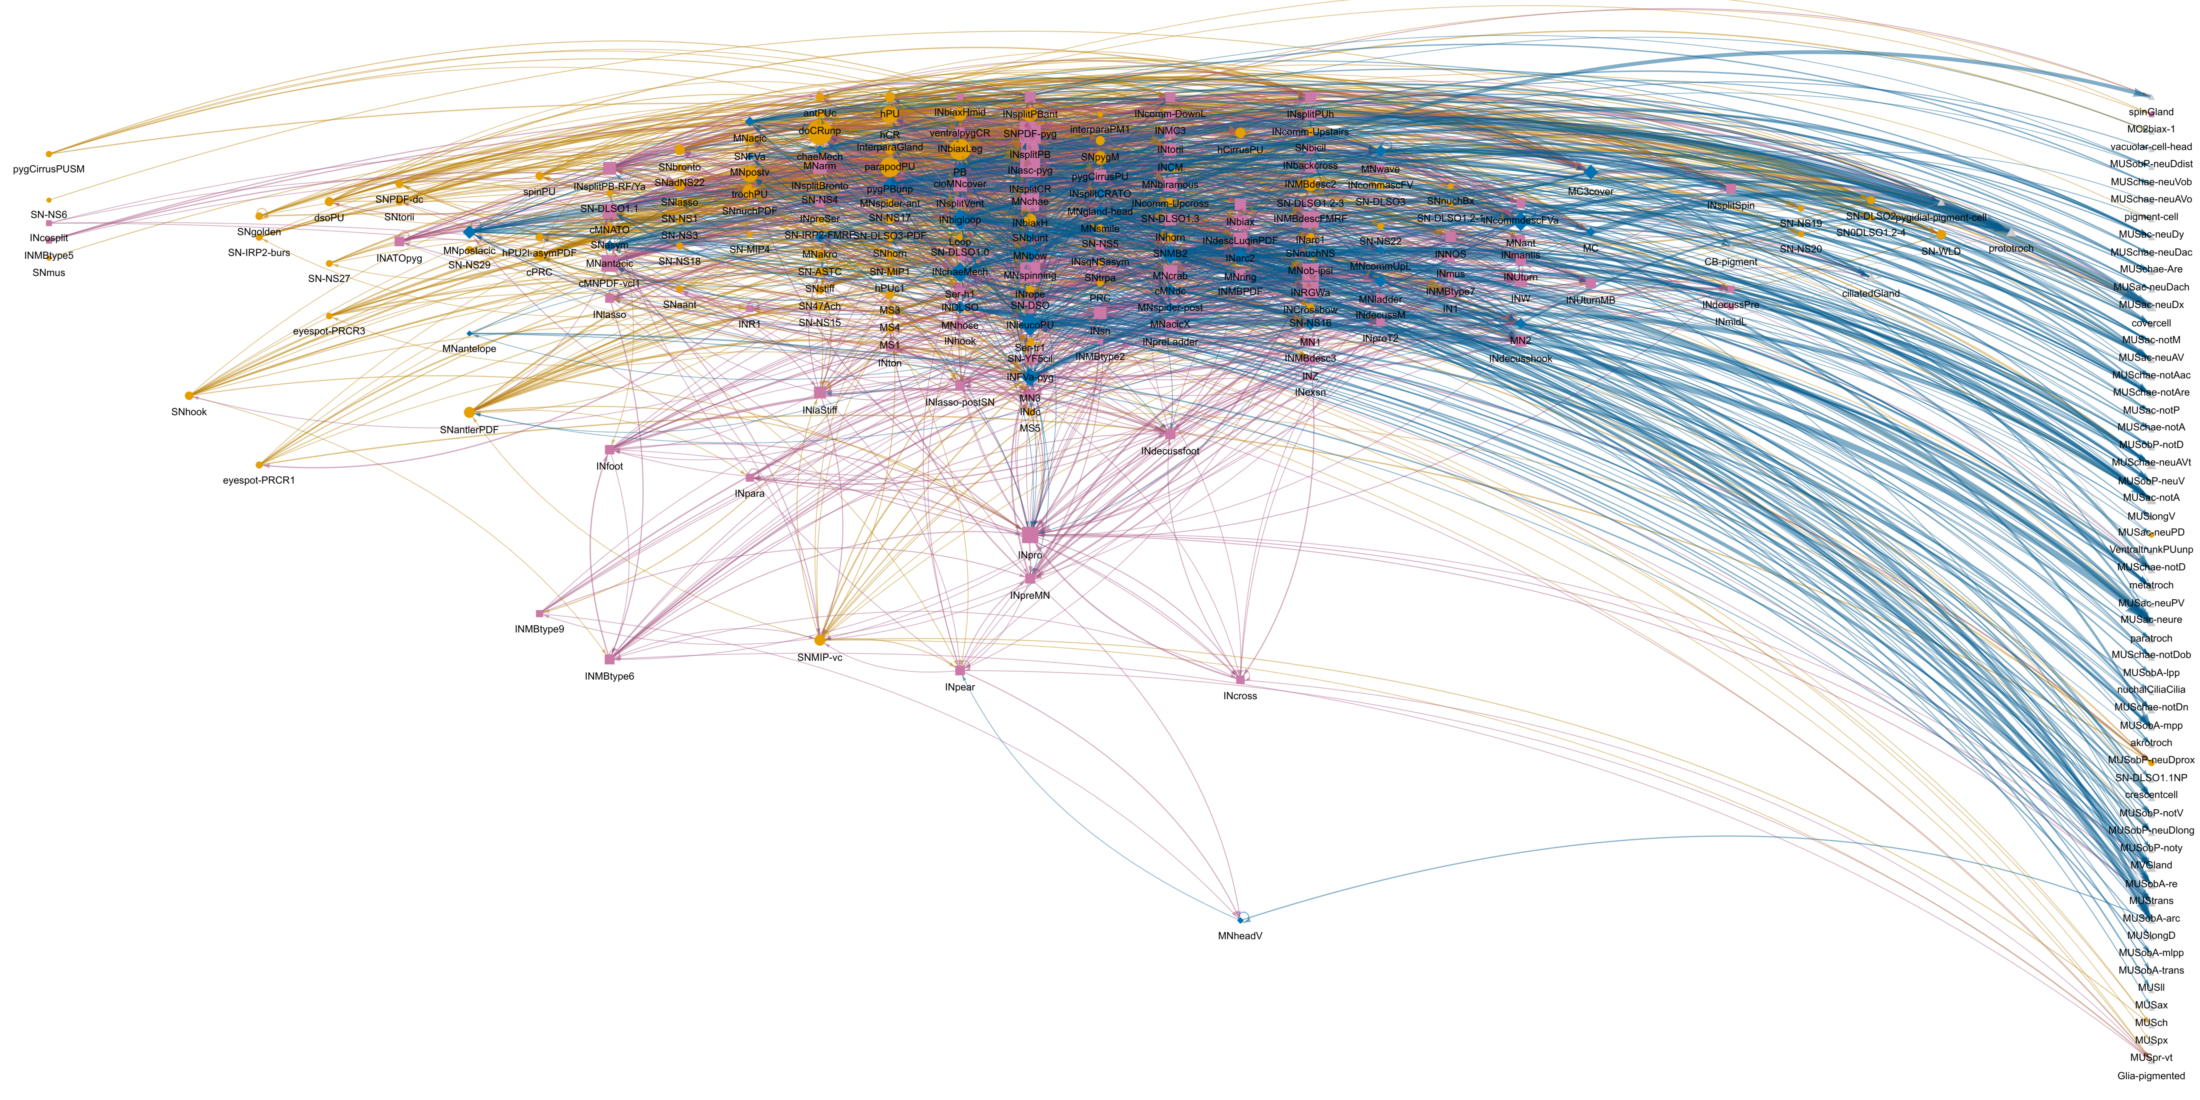 pygCirrusPUSM
SN-NS6
INcosplit
INMBtype5
SNmus
SNgolden
SN-IRP2-burs
dsoPU
SN-NS27
eyespot-PRCR3
SNhook
eyespot-PRCR1
SNPDF-dc
SNtorii
INATOpyg
MNpostacic
SN-NS29
MNantelope
SNantlerPDF
spinPU
hPU2l-asymPDF
cPRC
INMBtype9
INsplitPB-RF/Ya
SN-DLSO1.1
cMNATO
SNasym
MNantacic
cMNPDF-vcl1
INlasso
INfoot
INMBtype6
SNbronto
SNadNS22
SNlasso
SN-NS1
SN-NS3
SN-NS18
SNaant
MNacic
SNFVa
MNpostv
trochPU
SNnuchPDF
SN-MIP4
INR1
INpara
antPUc
doCRunp
chaeMech
MNarm
INsplitBronto
SN-NS4
INpreSer
SN-IRP2-FMRF
MNakro
SN-ASTC
SNstiff
SN47Ach
SN-NS15
INlaStiff
SNMIP-vc
hPU
hCR
InterparaGland
parapodPU
pygPBunp
MNspider-ant
SN-NS17
SN-DLSO3-PDF
SNhorn
SN-MIP1
hPUc1
MS3
MS4
MS1
INton
INbiaxHmid
ventralpygCR
INbiaxLeg
PB
cioMNcover
INsplitVent
INbigloop
Loop
SN-DLSO1.0
INchaeMech
Ser-h1
INDLSO
MNhose
INhook
INlasso-postSN
INpear
INsplitPBant
SNPDF-pyg
INsplitPB
INasc-pyg
INsplitCR
MNchae
INbiaxH
SNblunt
MNbow
MNspinning
INrope
SN-DSO
INleucoPU
Ser-tr1
SN-YF5cil
INFVa-pyg
MN3
INdc
MS5
INpro
INpreMN
interparaPM1
SNpygM
pygCirrusPU
INsplitCRATO
MNgland-head
MNsmile
SN-NS5
INsqNSasym
SNtrpa
PRC
INsn
INMBtype2
INcomm-DownL
INMC3
INtorii
INCM
MNbiramous
INcomm-Upcross
SN-DLSO1.3
INhorn
SNMB2
MNcrab
cMNdc
MNspider-post
MNacicX
INpreLadder
INdecussfoot
hCirrusPU
INbiax
INdescLuqinPDF
INarc2
MNring
INMBPDF
INcross
MNheadV
INsplitPUh
INcomm-Upstairs
SNbicil
INbackcross
INMBdesc2
SN-DLSO1.2-3
INMBdescFMRF
INarc1
SNnuchNS
MNob-ipsi
INRGWa
INCrossbow
SN-NS16
MN1
INMBdesc3
INZ
INexsn
MNwave
INcommascFV
SN-DLSO3
SN-NS22
MNcommUpL
MNladder
INdecussM
INproT2
SNnuchBx
SN-DLSO1.2-1
INNOS
INmus
INMBtype7
IN1
INcommdescFVa
MNant
INmantis
INUturn
INW
MN2
INdecusshook
MC3cover
MC
INUturnMB
INsplitSpin
CB-pigment
INdecussPre
INmidL
SN-NS19
SN-NS20
SN-DLSO2
SN0DLSO1.2-4
ciliatedGland
pygidial-pigment-cell
SN-WLD
prototroch
spinGland
MC2biax-1
vacuolar-cell-head
MUSobP-neuDdist
MUSchae-neuVob
MUSchae-neuAVo
pigment-cell
MUSac-neuDy
MUSchae-neuDac
MUSchae-Are
MUSac-neuDach
MUSac-neuDx
covercell
MUSac-notM
MUSac-neuAV
MUSchae-notAac
MUSchae-notAre
MUSac-notP
MUSchae-notA
MUSobP-notD
MUSchae-neuAVt
MUSobP-neuV
MUSac-notA
MUSlongV
MUSac-neuPD
VentraltrunkPUunp
MUSchae-notD
metatroch
MUSac-neuPV
MUSac-neure
paratroch
MUSchae-notDob
MUSobA-lpp
nuchalCiliaCilia
MUSchae-notDn
MUSobA-mpp
akrotroch
MUSobP-neuDprox
SN-DLSO1.1NP
crescentcell
MUSobP-notV
MUSobP-neuDlong
MUSobP-noty
MVGland
MUSobA-re
MUStrans
MUSobA-arc
MUSlongD
MUSobA-mlpp
MUSobA-trans
MUSll
MUSax
MUSch
MUSpx
MUSpr-vt
Glia-pigmented